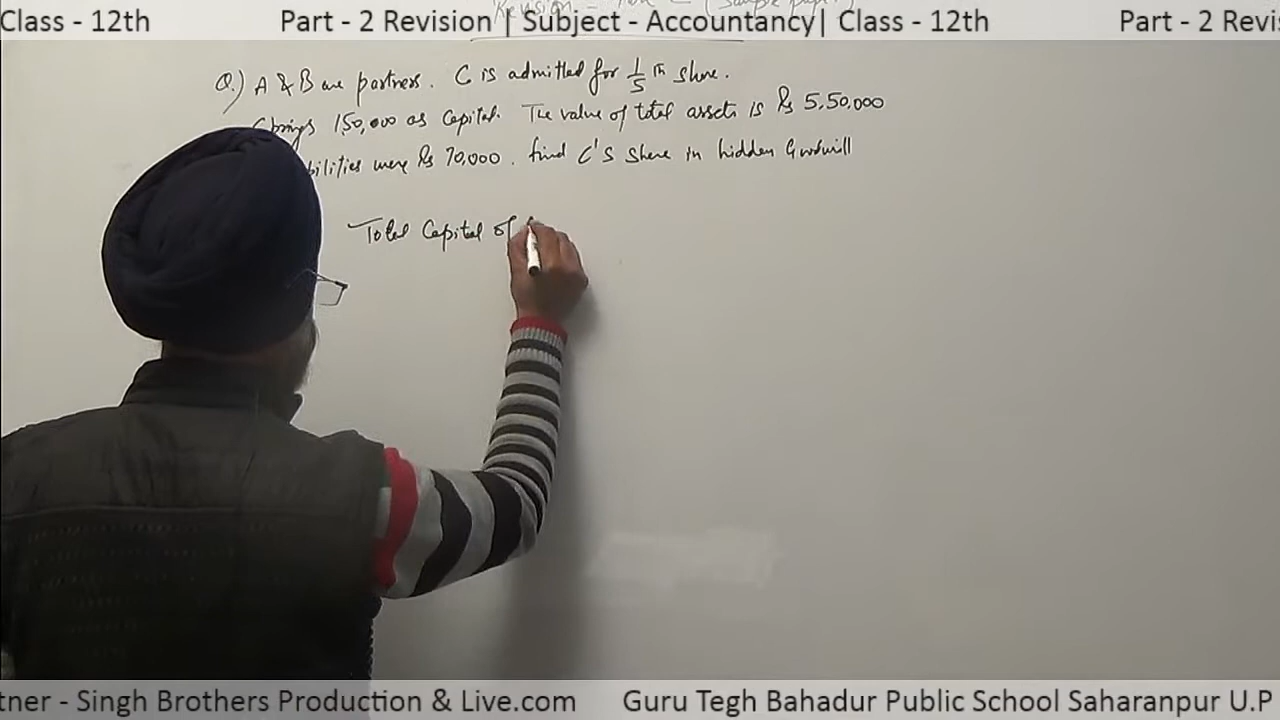 Class - 12th Part - 2 Revision | Subject - Accountancy| Class - 12th Part - 2 Revis
Revision
Q.) A & B are partners. C is admitted for 1/5 th share.
C brings 1,50,000 as Capital. The value of total assets is Rs 5,50,000
bilities were Rs 70,000. find C's share in hidden Goodwill
Total Capital of
tner - Singh Brothers Production & Live.com Guru Tegh Bahadur Public School Saharanpur U.P